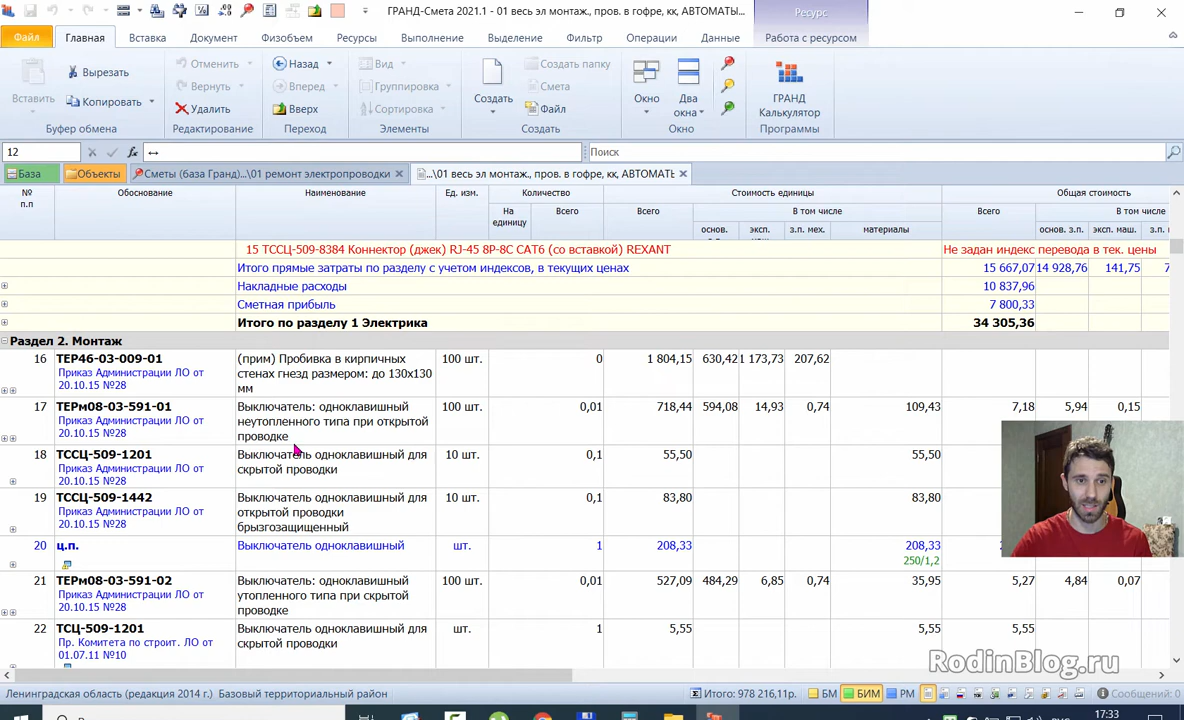 ГРАНД-Смета 2021.1 - 01 весь эл монтаж., пров. в гофре, кк, АВТОМАТЫ...
Ресурс
Файл
Главная
Вставка
Документ
Физобъем
Ресурсы
Выполнение
Выделение
Фильтр
Операции
Данные
Работа с ресурсом
Вставить
Вырезать
Копировать
Буфер обмена
Отменить
Вернуть
Удалить
Редактирование
Назад
Вперед
Вверх
Переход
Вид
Группировка
Сортировка
Элементы
Создать
Создать папку
Смета
Файл
Создать
Окно
Два окна
Окно
ГРАНД Калькулятор
Программы
12
fx
↔
Поиск
База
Объекты
Сметы (база Гранд)...\01 ремонт электропроводки
...\01 весь эл монтаж., пров. в гофре, кк, АВТОМАТЫ
№ п.п
Обоснование
Наименование
Ед. изм.
Количество
На единицу
Всего
Стоимость единицы
Всего
В том числе
основ.
экспл. маш.
з.п. мех.
материалы
Общая стоимость
Всего
В том числе
основ. з.п.
эксп. маш.
15 ТССЦ-509-8384 Коннектор (джек) RJ-45 8P-8C CAT6 (со вставкой) REXANT
Не задан индекс перевода в тек. цены
Итого прямые затраты по разделу с учетом индексов, в текущих ценах
15 667,07 14 928,76 141,75 7
Накладные расходы
10 837,96
Сметная прибыль
7 800,33
Итого по разделу 1 Электрика
34 305,36
Раздел 2. Монтаж
16 ТЕР46-03-009-01 (прим) Пробивка в кирпичных 100 шт. 0 1 804,15 630,42 1 173,73 207,62
Приказ Администрации ЛО от стенах гнезд размером: до 130х130
20.10.15 №28 мм
17 ТЕРм08-03-591-01 Выключатель: одноклавишный 100 шт. 0,01 718,44 594,08 14,93 0,74 109,43 7,18 5,94 0,15
Приказ Администрации ЛО от неутопленного типа при открытой
20.10.15 №28 проводке
18 ТССЦ-509-1201 Выключатель одноклавишный для 10 шт. 0,1 55,50 55,50
Приказ Администрации ЛО от скрытой проводки
20.10.15 №28
19 ТССЦ-509-1442 Выключатель одноклавишный для 10 шт. 0,1 83,80 83,80
Приказ Администрации ЛО от открытой проводки
20.10.15 №28 брызгозащищенный
20 ц.п. Выключатель одноклавишный шт. 1 208,33 208,33
250/1,2
21 ТЕРм08-03-591-02 Выключатель: одноклавишный 100 шт. 0,01 527,09 484,29 6,85 0,74 35,95 5,27 4,84 0,07
Приказ Администрации ЛО от утопленного типа при скрытой
20.10.15 №28 проводке
22 ТСЦ-509-1201 Выключатель одноклавишный для шт. 1 5,55 5,55 5,55
Пр. Комитета по строит. ЛО от скрытой проводки
01.07.11 №10
RodinBlog.ru
Ленинградская область (редакция 2014 г.) Базовый территориальный район
Итого: 978 216,11р.
БМ
БИМ
РМ
Сообщений: 0
17:33